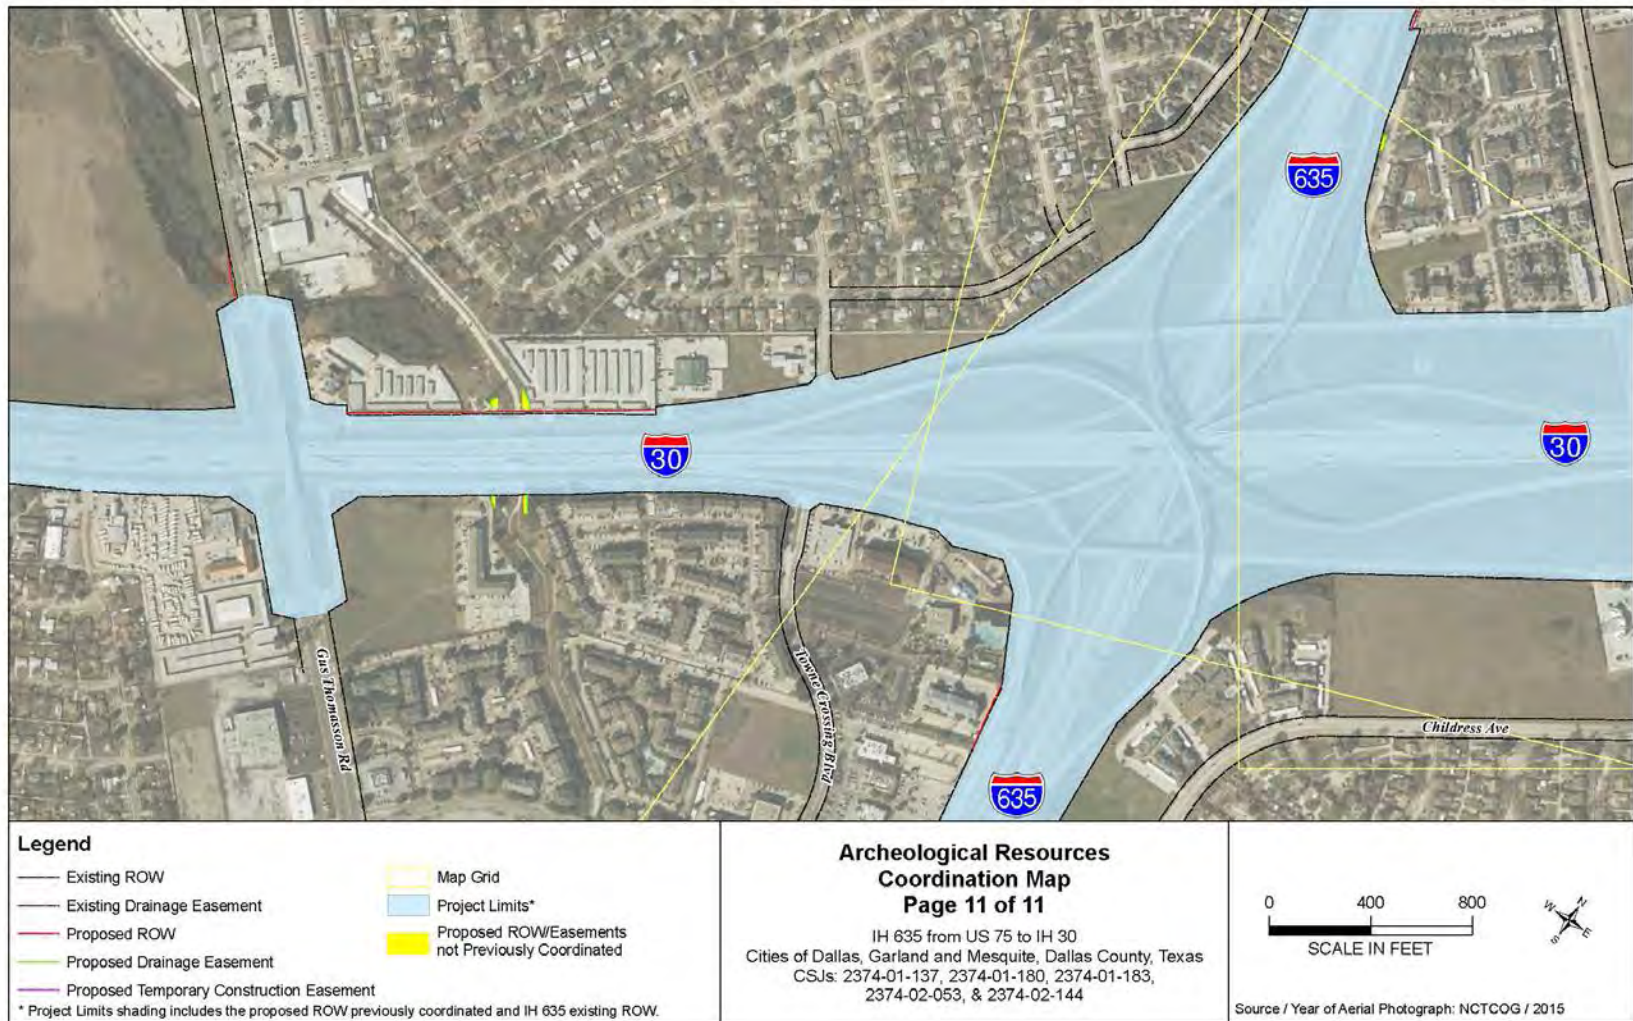 635
30
30
Gus Thomasson Rd
Towne Crossing Blvd
Childress Ave
635
Legend
Existing ROW
Existing Drainage Easement
Proposed ROW
Proposed Drainage Easement
Proposed Temporary Construction Easement
Map Grid
Project Limits*
Proposed ROW/Easements
not Previously Coordinated
* Project Limits shading includes the proposed ROW previously coordinated and IH 635 existing ROW.
Archeological Resources
Coordination Map
Page 11 of 11
IH 635 from US 75 to IH 30
Cities of Dallas, Garland and Mesquite, Dallas County, Texas
CSJs: 2374-01-137, 2374-01-180, 2374-01-183,
2374-02-053, & 2374-02-144
0 400 800
SCALE IN FEET
N
W
E
S
Source / Year of Aerial Photograph: NCTCOG / 2015